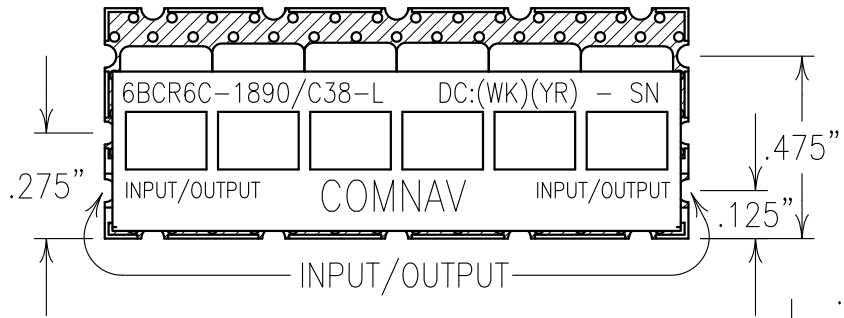 6BCR6C-1890/C38-L DC:(WK)(YR) - SN
.475"
.275"
INPUT/OUTPUT COMNAV INPUT/OUTPUT
.125"
INPUT/OUTPUT